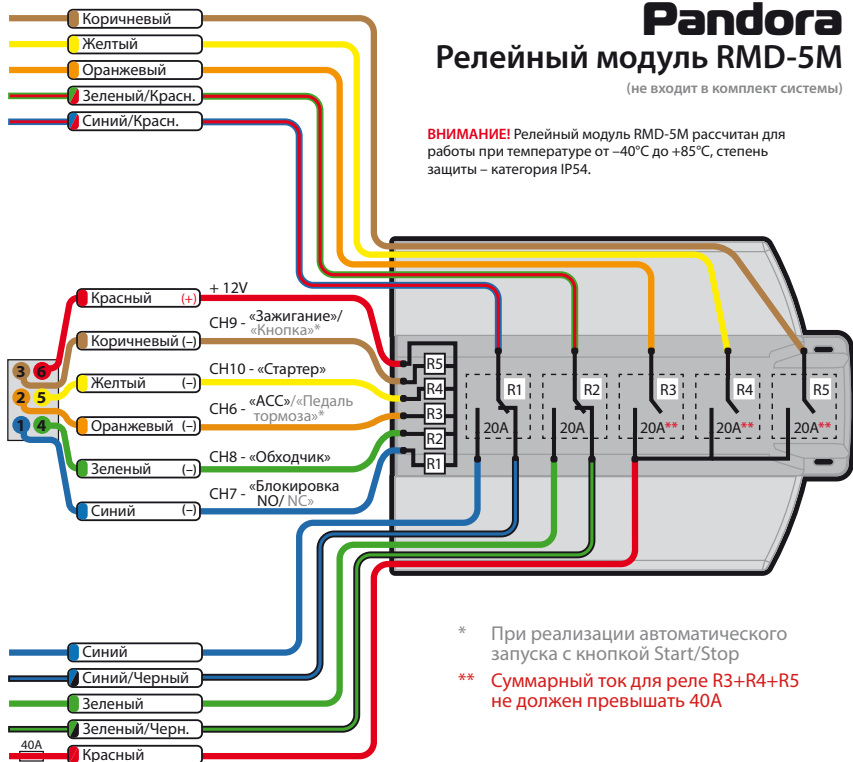 Pandora
Релейный модуль RMD-5M
(не входит в комплект системы)
ВНИМАНИЕ! Релейный модуль RMD-5M рассчитан для
работы при температуре от –40°C до +85°C, степень
защиты – категория IP54.
Коричневый
Желтый
Оранжевый
Зеленый/Красн.
Синий/Красн.
Красный (+)
+ 12V
Коричневый (–)
CH9 - «Зажигание»/
«Кнопка»*
Желтый (–)
CH10 - «Стартер»
Оранжевый (–)
CH6 - «ACC»/«Педаль
тормоза»*
Зеленый (–)
CH8 - «Обходчик»
Синий (–)
CH7 - «Блокировка
NO/ NC»
3 6
2 5
1 4
R5
R4
R3
R2
R1
R1 R2 R3 R4 R5
20A 20A 20A** 20A** 20A**
* При реализации автоматического
запуска с кнопкой Start/Stop
** Суммарный ток для реле R3+R4+R5
не должен превышать 40A
Синий
Синий/Черный
Зеленый
Зеленый/Черн.
40A
Красный